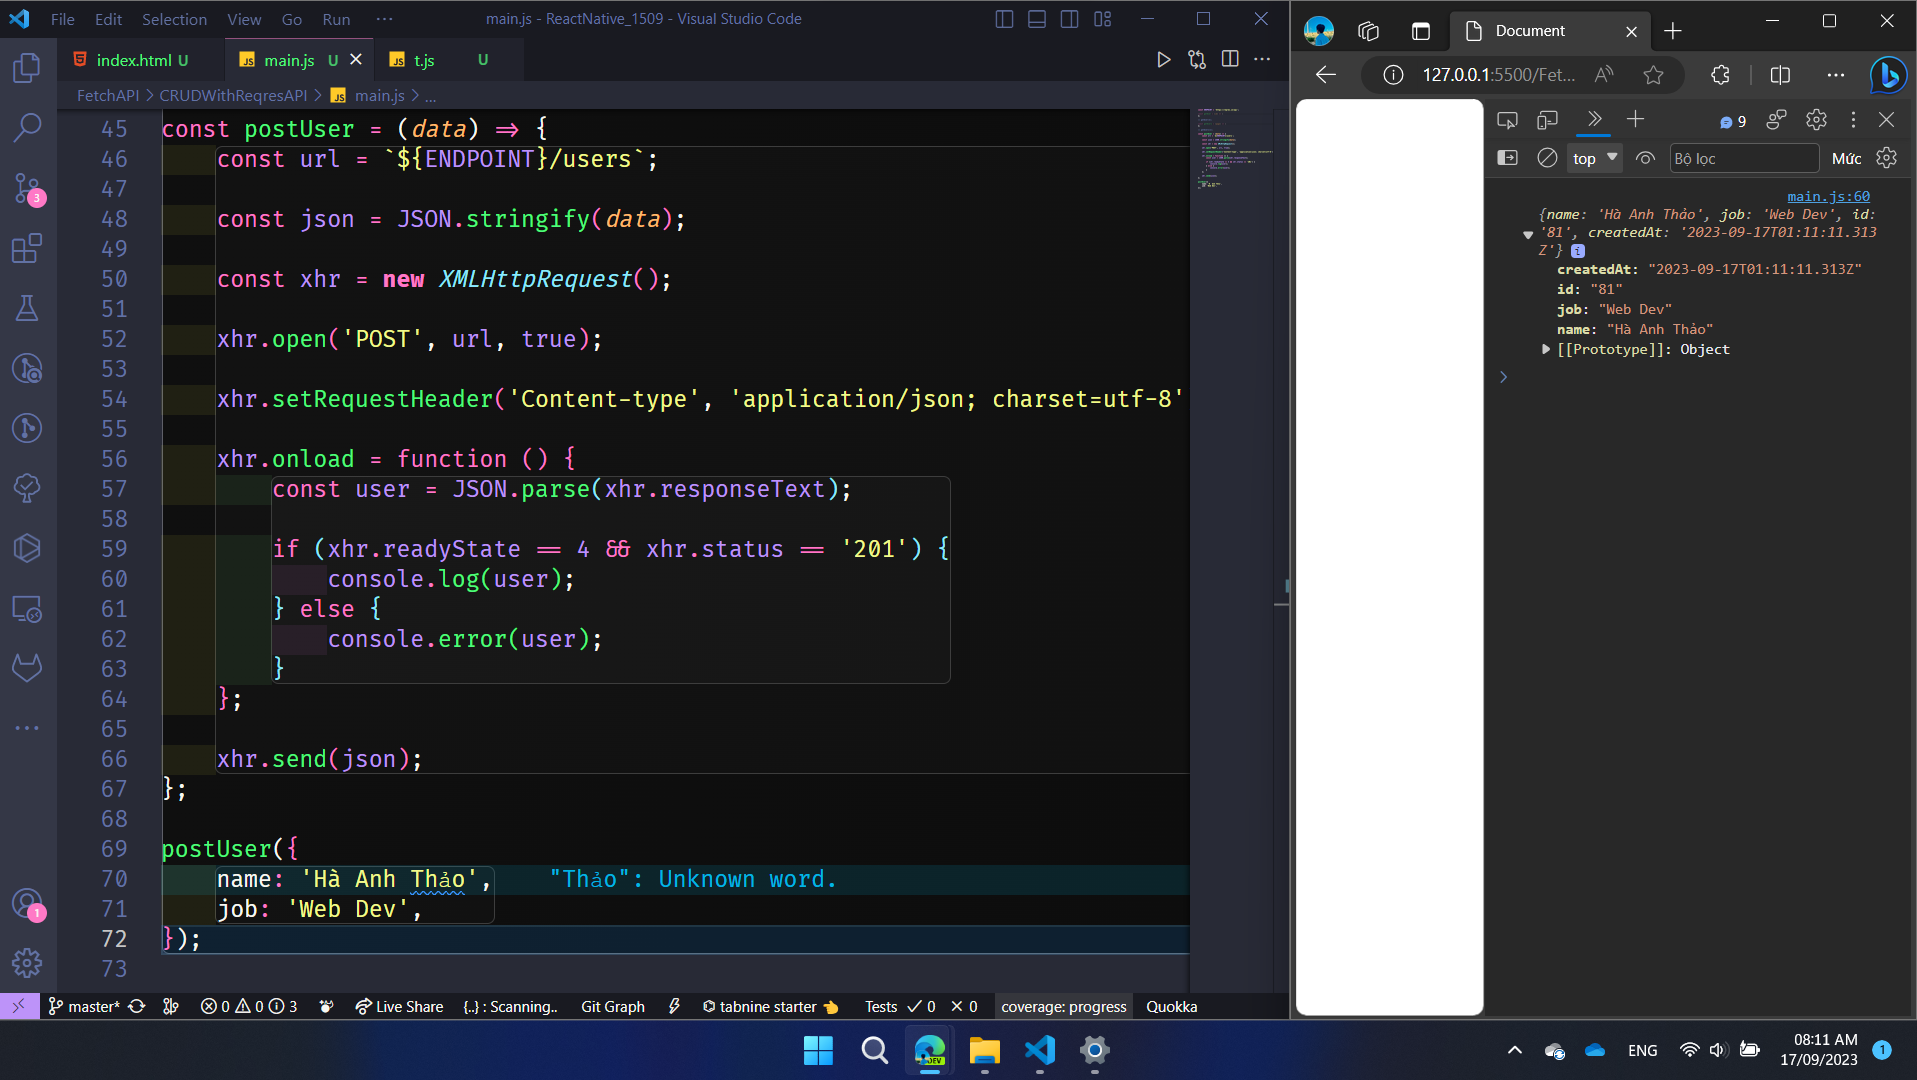 File Edit Selection View Go Run ...
main.js - ReactNative_1509 - Visual Studio Code
index.html U
JS main.js U
JS t.js U
FetchAPI > CRUDWithReqresAPI > JS main.js > ...
45 const postUser = (data) => {
46 const url = `${ENDPOINT}/users`;
47
48 const json = JSON.stringify(data);
49
50 const xhr = new XMLHttpRequest();
51
52 xhr.open('POST', url, true);
53
54 xhr.setRequestHeader('Content-type', 'application/json; charset=utf-8'
55
56 xhr.onload = function () {
57 const user = JSON.parse(xhr.responseText);
58
59 if (xhr.readyState == 4 && xhr.status == '201') {
60 console.log(user);
61 } else {
62 console.error(user);
63 }
64 };
65
66 xhr.send(json);
67 };
68
69 postUser({
70 name: 'Hà Anh Thảo', "Thảo": Unknown word.
71 job: 'Web Dev',
72 });
73
3
1
master* 0 0 3 Live Share {..} : Scanning.. Git Graph tabnine starter Tests 0 0 coverage: progress Quokka
Document
127.0.0.1:5500/Fet...
9
top Bộ lọc Mức
main.js:60
{name: 'Hà Anh Thảo', job: 'Web Dev', id:
'81', createdAt: '2023-09-17T01:11:11.313
Z'} i
createdAt: "2023-09-17T01:11:11.313Z"
id: "81"
job: "Web Dev"
name: "Hà Anh Thảo"
[[Prototype]]: Object
DEV
ENG
08:11 AM
17/09/2023
1